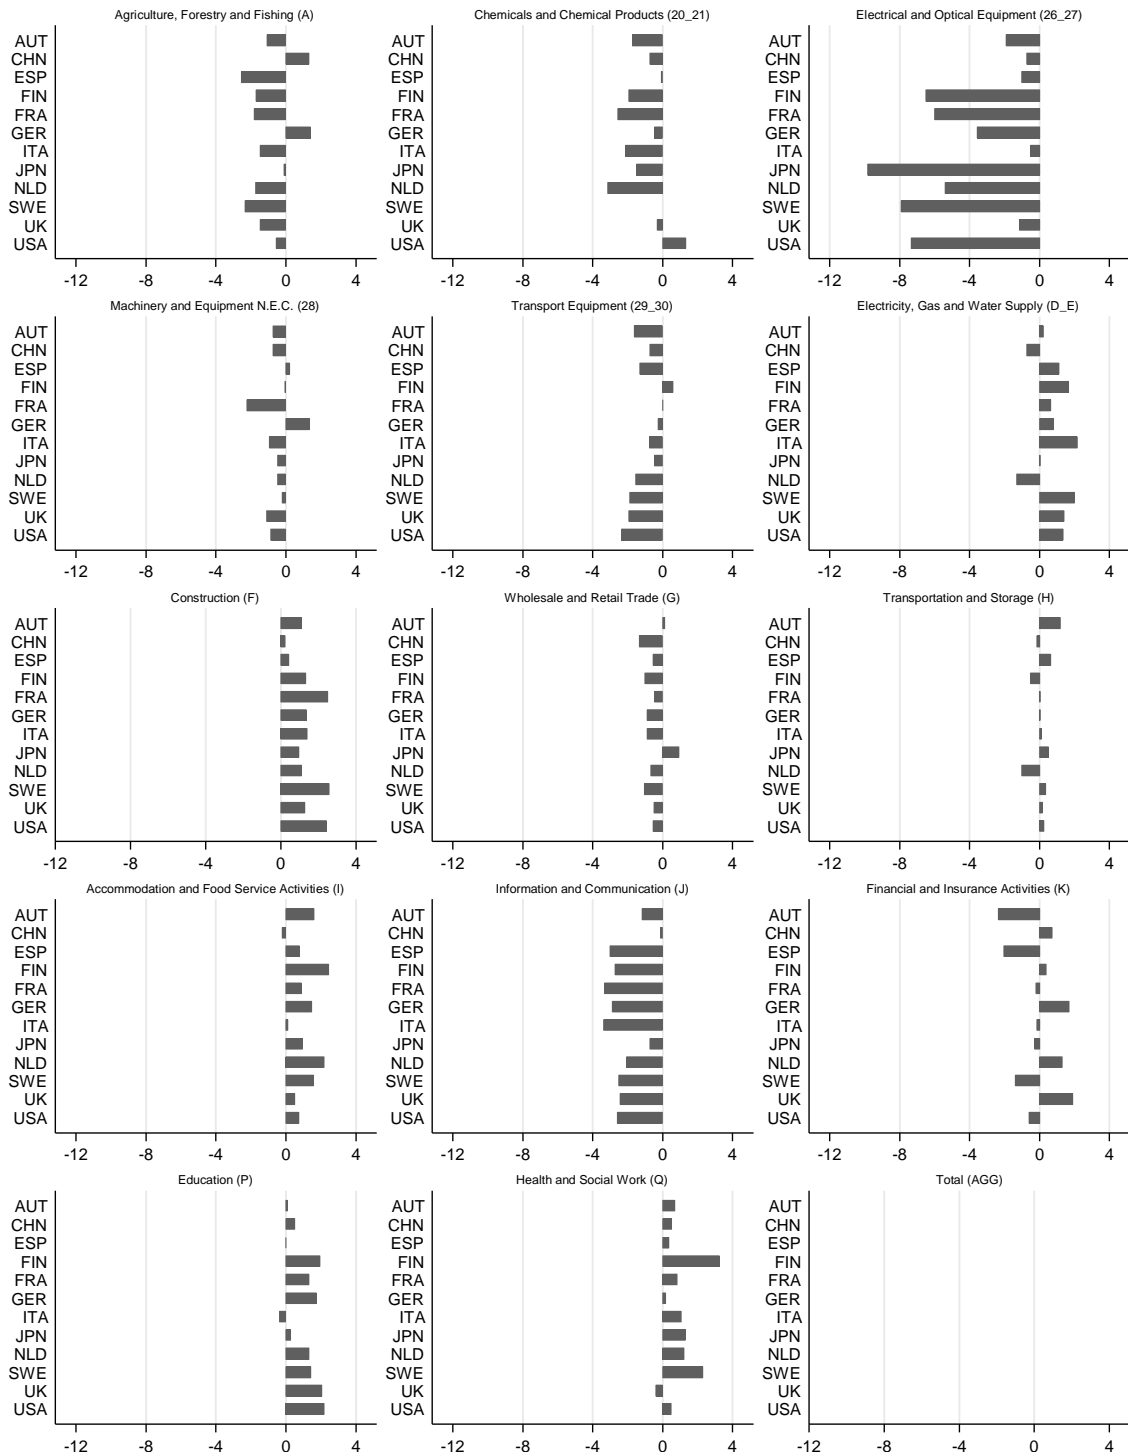 Agriculture, Forestry and Fishing (A)
AUT
CHN
ESP
FIN
FRA
GER
ITA
JPN
NLD
SWE
UK
USA
-12 -8 -4 0 4
Chemicals and Chemical Products (20_21)
AUT
CHN
ESP
FIN
FRA
GER
ITA
JPN
NLD
SWE
UK
USA
-12 -8 -4 0 4
Electrical and Optical Equipment (26_27)
AUT
CHN
ESP
FIN
FRA
GER
ITA
JPN
NLD
SWE
UK
USA
-12 -8 -4 0 4
Machinery and Equipment N.E.C. (28)
AUT
CHN
ESP
FIN
FRA
GER
ITA
JPN
NLD
SWE
UK
USA
-12 -8 -4 0 4
Transport Equipment (29_30)
AUT
CHN
ESP
FIN
FRA
GER
ITA
JPN
NLD
SWE
UK
USA
-12 -8 -4 0 4
Electricity, Gas and Water Supply (D_E)
AUT
CHN
ESP
FIN
FRA
GER
ITA
JPN
NLD
SWE
UK
USA
-12 -8 -4 0 4
Construction (F)
AUT
CHN
ESP
FIN
FRA
GER
ITA
JPN
NLD
SWE
UK
USA
-12 -8 -4 0 4
Wholesale and Retail Trade (G)
AUT
CHN
ESP
FIN
FRA
GER
ITA
JPN
NLD
SWE
UK
USA
-12 -8 -4 0 4
Transportation and Storage (H)
AUT
CHN
ESP
FIN
FRA
GER
ITA
JPN
NLD
SWE
UK
USA
-12 -8 -4 0 4
Accommodation and Food Service Activities (I)
AUT
CHN
ESP
FIN
FRA
GER
ITA
JPN
NLD
SWE
UK
USA
-12 -8 -4 0 4
Information and Communication (J)
AUT
CHN
ESP
FIN
FRA
GER
ITA
JPN
NLD
SWE
UK
USA
-12 -8 -4 0 4
Financial and Insurance Activities (K)
AUT
CHN
ESP
FIN
FRA
GER
ITA
JPN
NLD
SWE
UK
USA
-12 -8 -4 0 4
Education (P)
AUT
CHN
ESP
FIN
FRA
GER
ITA
JPN
NLD
SWE
UK
USA
-12 -8 -4 0 4
Health and Social Work (Q)
AUT
CHN
ESP
FIN
FRA
GER
ITA
JPN
NLD
SWE
UK
USA
-12 -8 -4 0 4
Total (AGG)
AUT
CHN
ESP
FIN
FRA
GER
ITA
JPN
NLD
SWE
UK
USA
-12 -8 -4 0 4